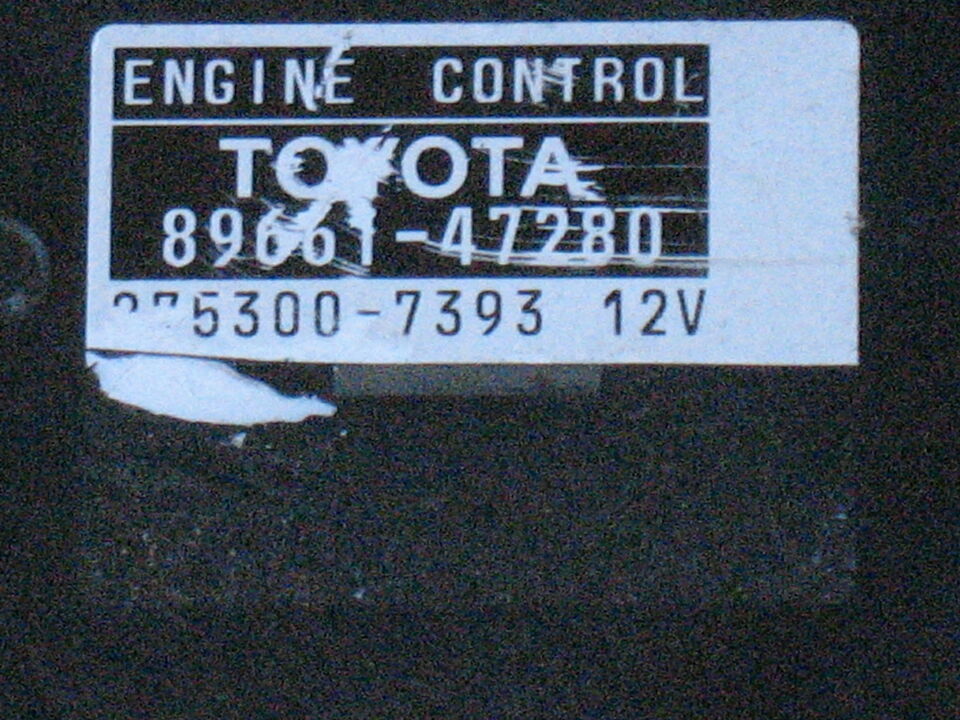 ENGINE CONTROL
TOYOTA
89661-47280
275300-7393 12V